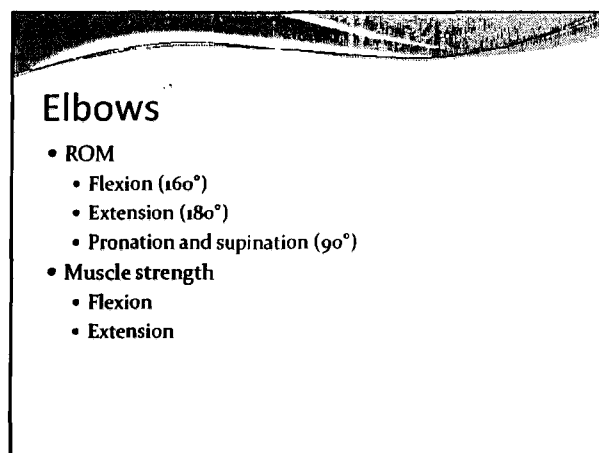 Elbows
• ROM
• Flexion (160°)
• Extension (180°)
• Pronation and supination (90°)
• Muscle strength
• Flexion
• Extension